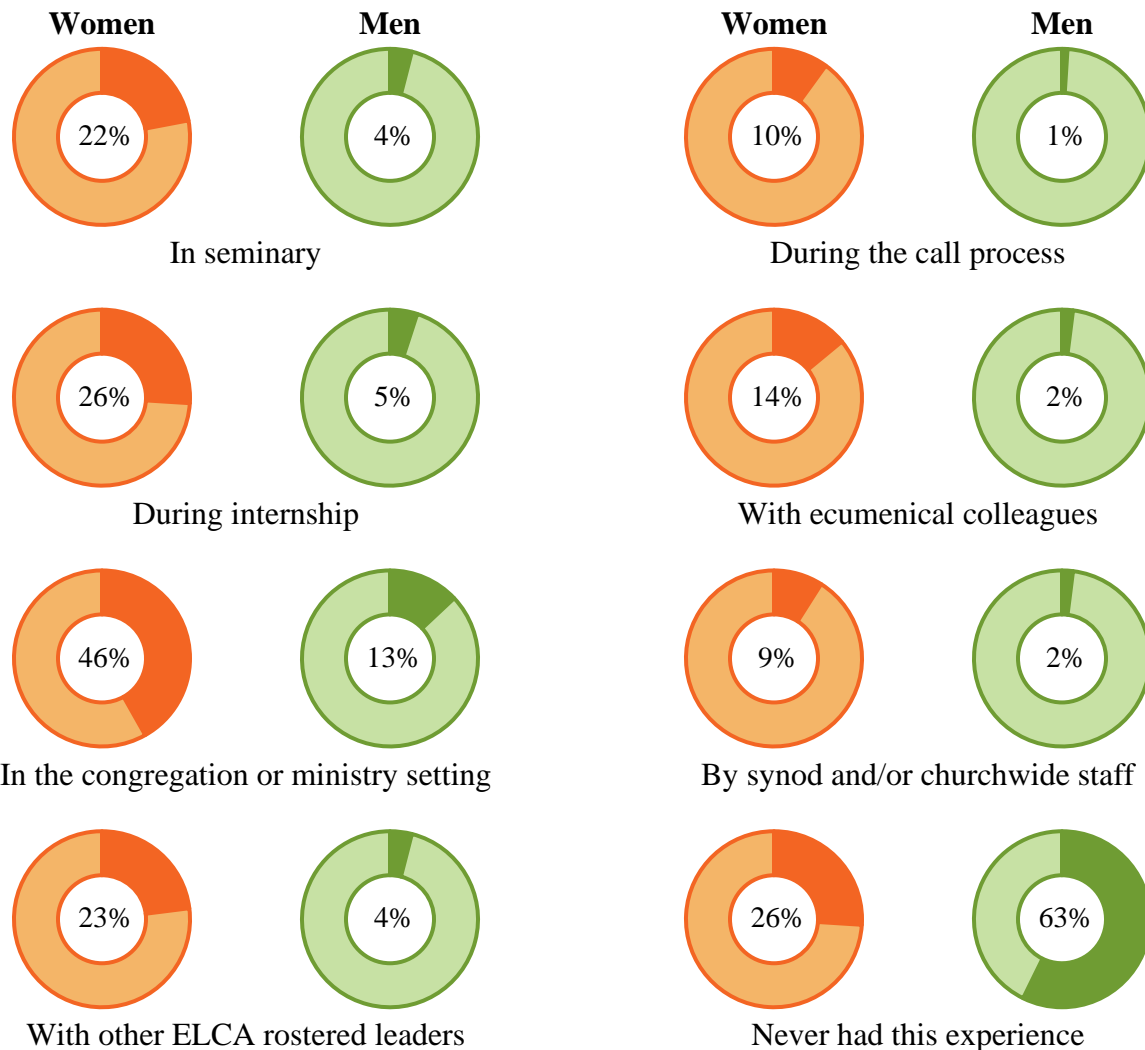 Women Men Women Men
22% 4% 10% 1%
In seminary During the call process
26% 5% 14% 2%
During internship With ecumenical colleagues
46% 13% 9% 2%
In the congregation or ministry setting By synod and/or churchwide staff
23% 4% 26% 63%
With other ELCA rostered leaders Never had this experience